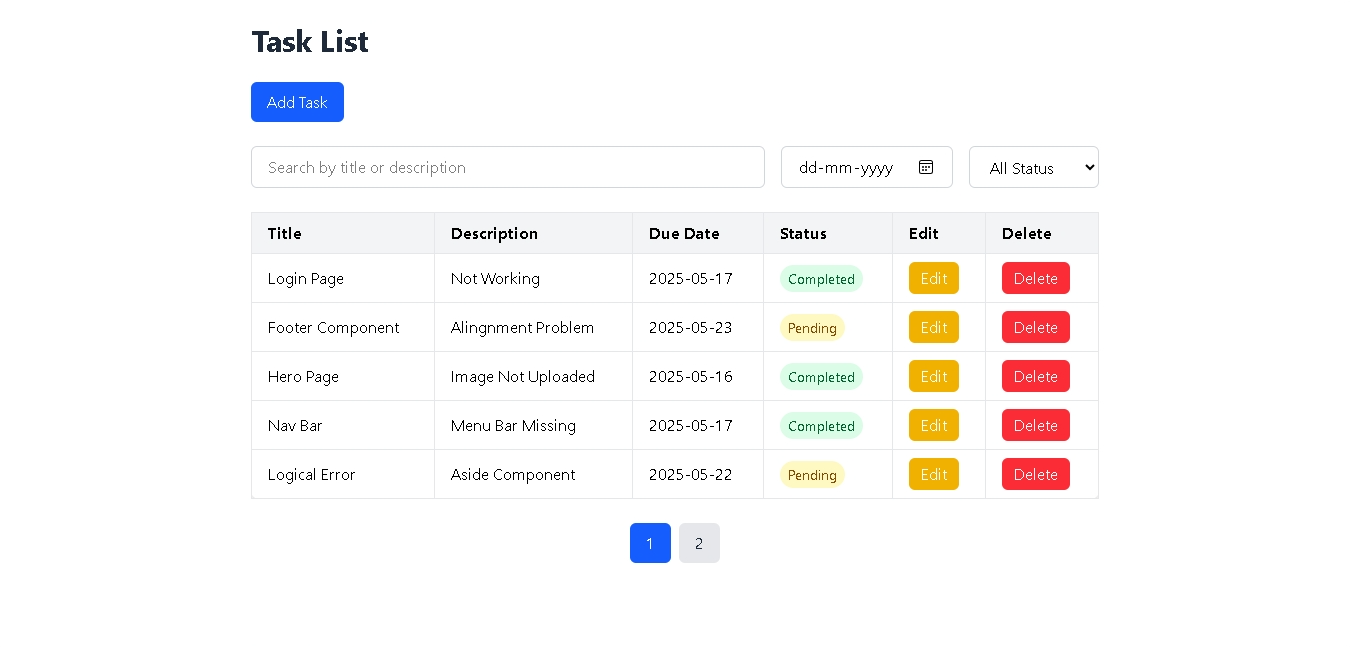 Task List
Add Task
Search by title or description dd-mm-yyyy All Status
Title Description Due Date Status Edit Delete
Login Page Not Working 2025-05-17 Completed Edit Delete
Footer Component Alingnment Problem 2025-05-23 Pending Edit Delete
Hero Page Image Not Uploaded 2025-05-16 Completed Edit Delete
Nav Bar Menu Bar Missing 2025-05-17 Completed Edit Delete
Logical Error Aside Component 2025-05-22 Pending Edit Delete
1 2